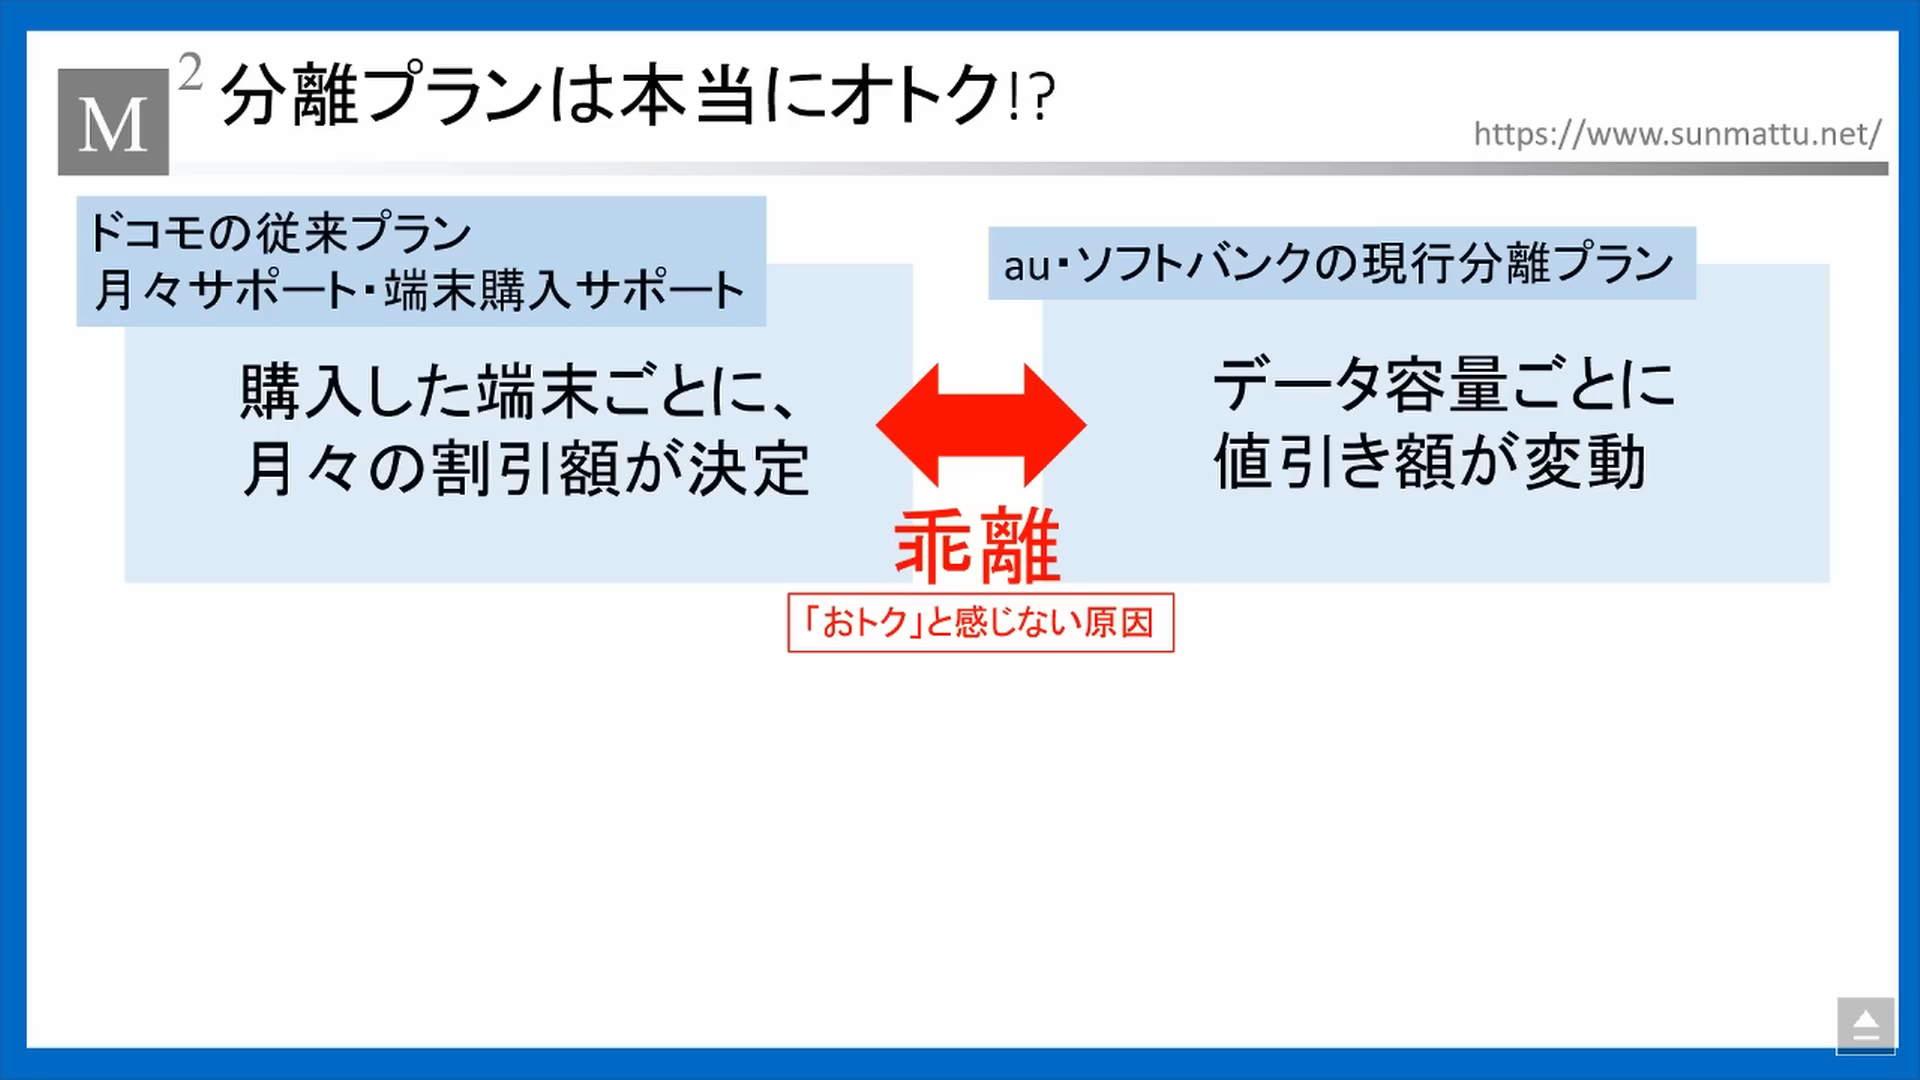 M2
分離プランは本当にオトク!?
https://www.sunmattu.net/
ドコモの従来プラン
月々サポート・端末購入サポート
購入した端末ごとに、
月々の割引額が決定
au・ソフトバンクの現行分離プラン
データ容量ごとに
値引き額が変動
乖離
「おトク」と感じない原因